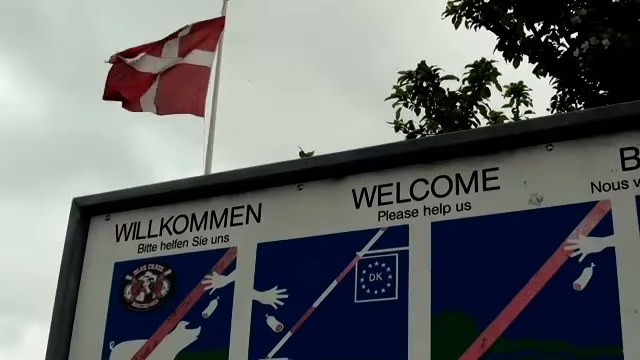 WILLKOMMEN
Bitte helfen Sie uns
WELCOME
Please help us
B
Nous v
DK